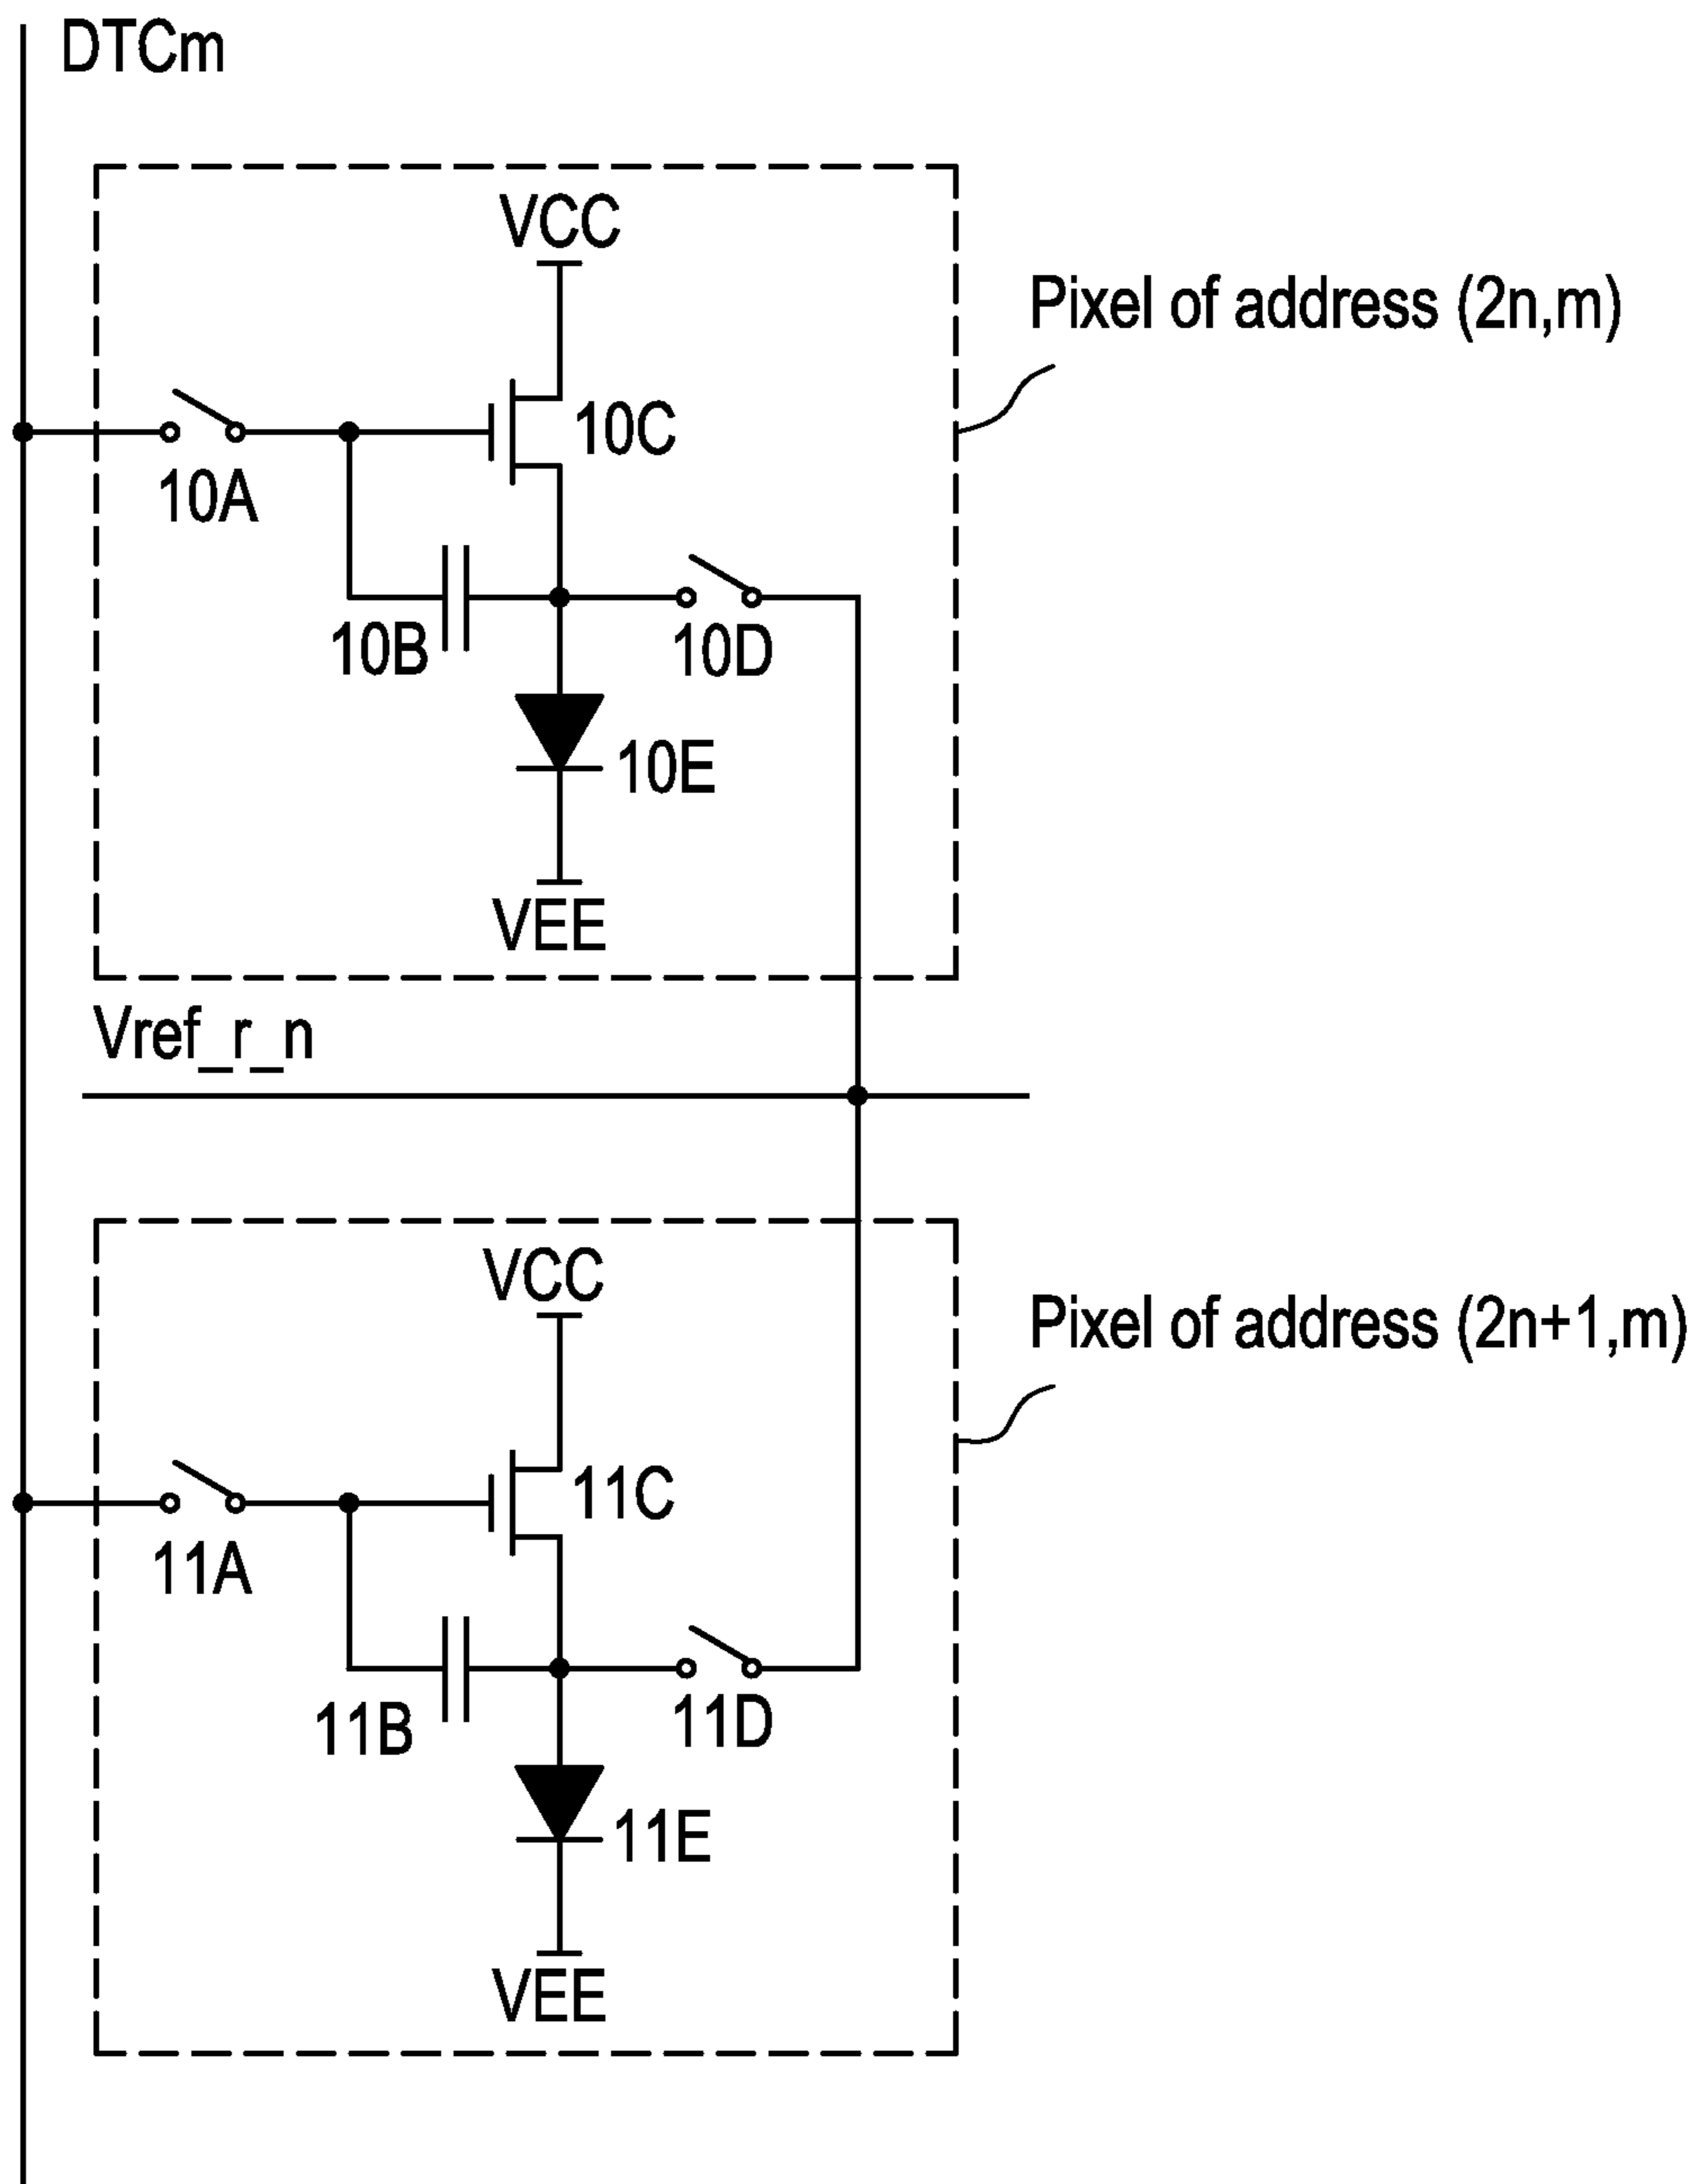 DTCm
VCC
Pixel of address (2n,m)
10C
10A
10B
10D
10E
VEE
Vref_r_n
VCC
Pixel of address (2n+1,m)
11C
11A
11B
11D
11E
VEE